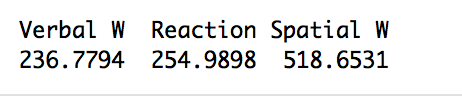 Verbal W  Reaction Spatial W
236.7794  254.9898  518.6531